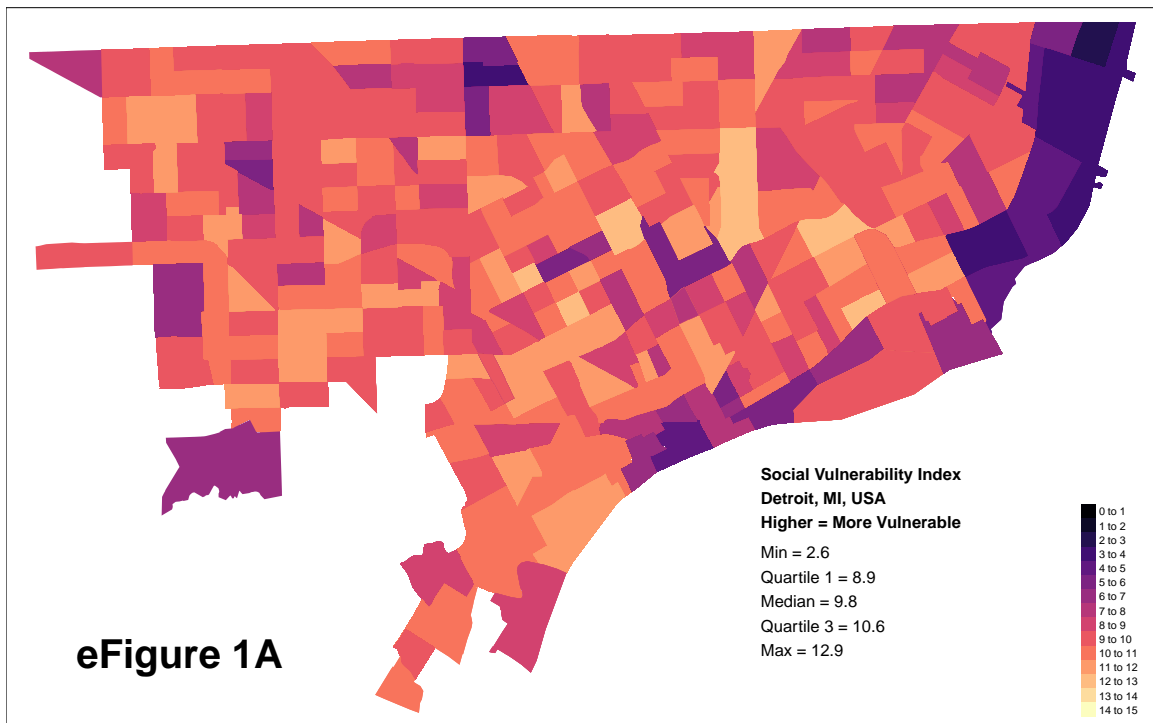 Social Vulnerability Index
Detroit, MI, USA
Higher = More Vulnerable
Min = 2.6
Quartile 1 = 8.9
Median = 9.8
Quartile 3 = 10.6
Max = 12.9
eFigure 1A
0 to 1
1 to 2
2 to 3
3 to 4
4 to 5
5 to 6
6 to 7
7 to 8
8 to 9
9 to 10
10 to 11
11 to 12
12 to 13
13 to 14
14 to 15